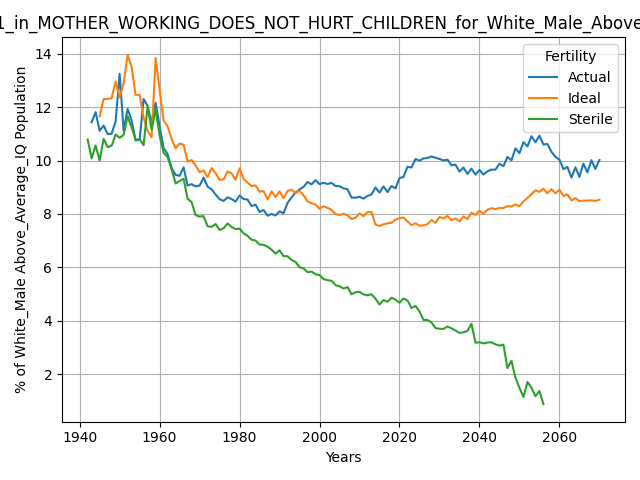 1_in_MOTHER_WORKING_DOES_NOT_HURT_CHILDREN_for_White_Male_Above
Fertility
Actual
Ideal
Sterile
% of White_Male Above_Average_IQ Population
14
12
10
8
6
4
2
1940 1960 1980 2000 2020 2040 2060
Years